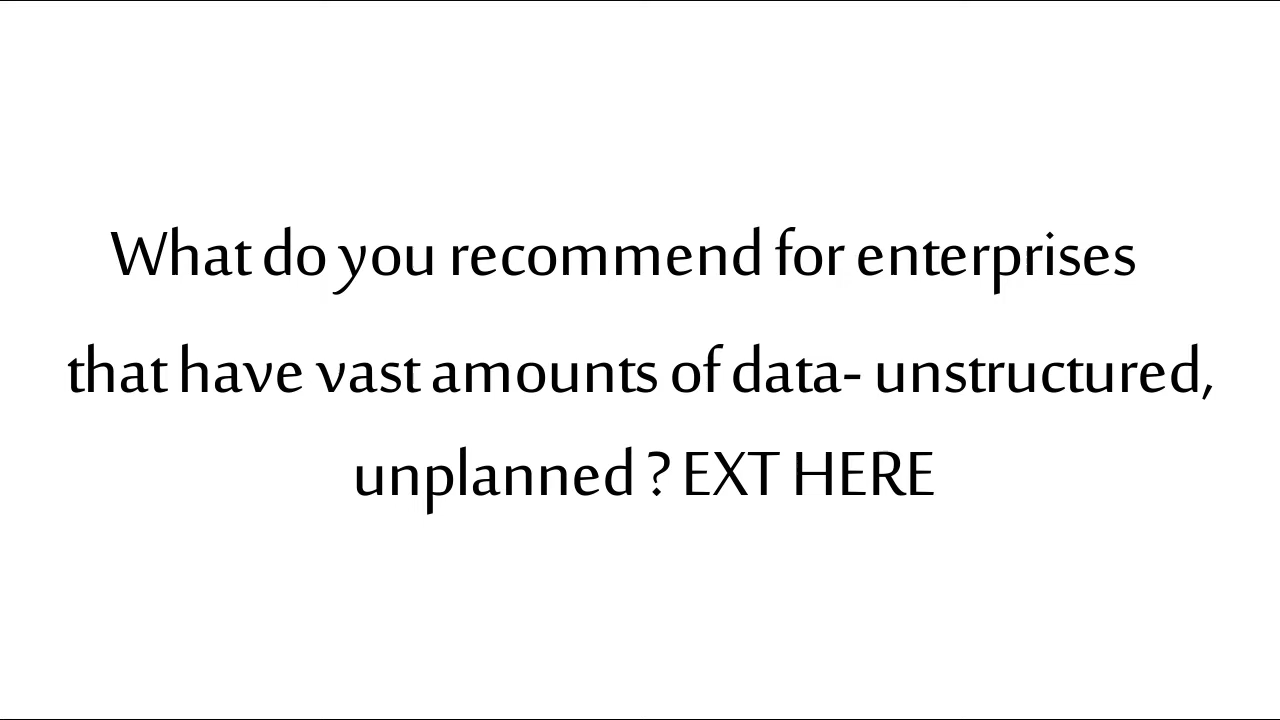 What do you recommend for enterprises
that have vast amounts of data- unstructured,
unplanned ? EXT HERE